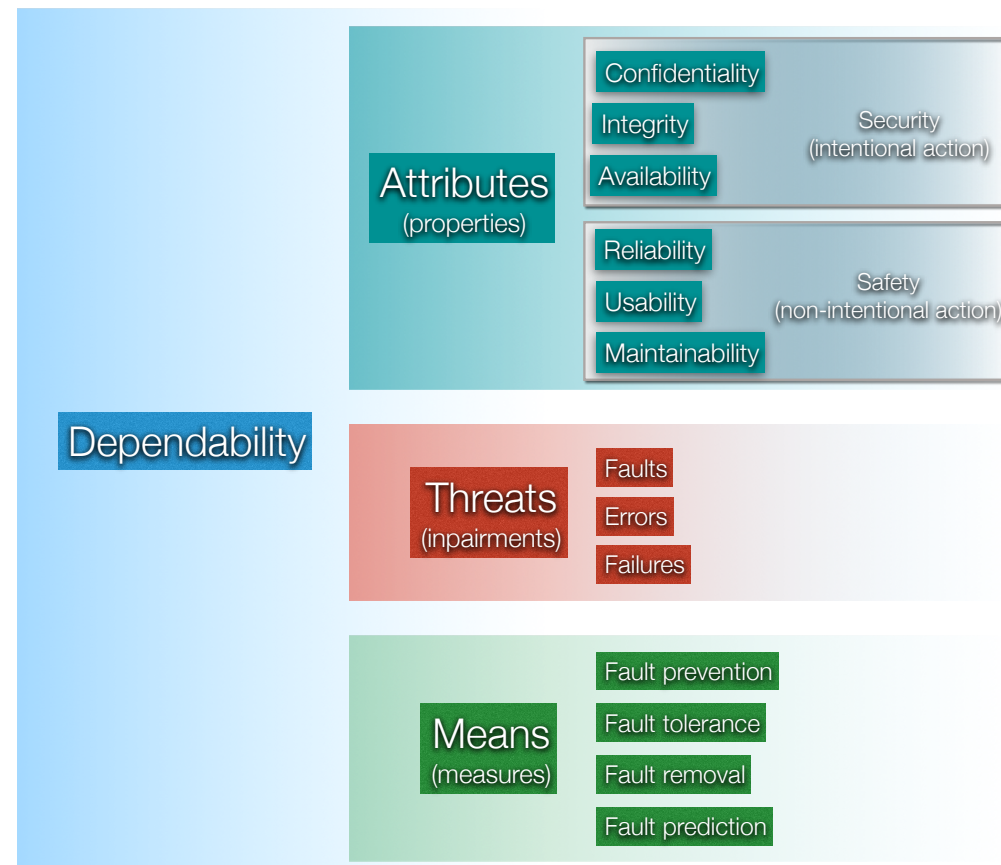 Confidentiality
Integrity
Availability
Security
(intentional action)
Attributes
(properties)
Reliability
Usability
Maintainability
Safety
(non-intentional action)
Dependability
Threats
(inpairments)
Faults
Errors
Failures
Means
(measures)
Fault prevention
Fault tolerance
Fault removal
Fault prediction